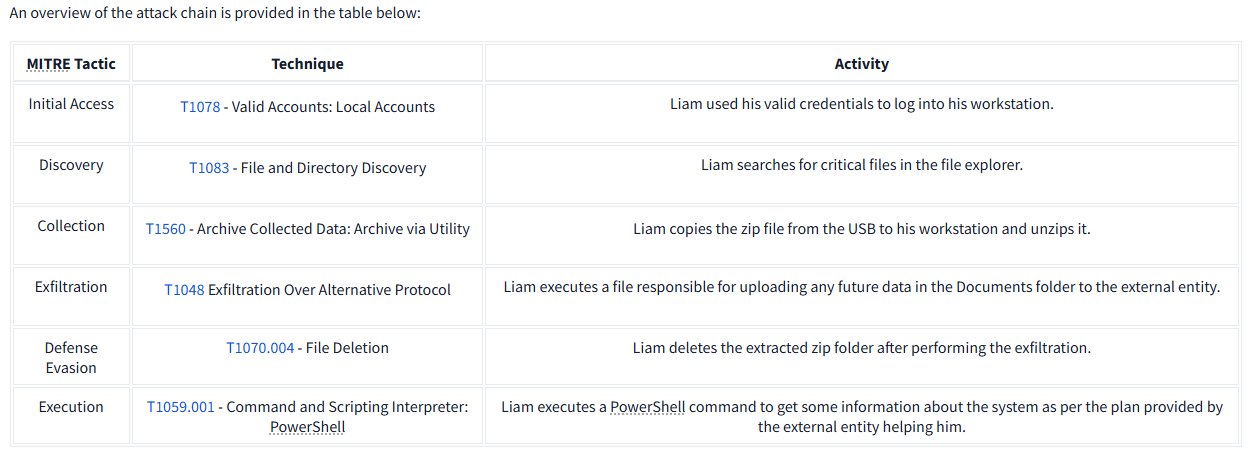 An overview of the attack chain is provided in the table below:
MITRE Tactic Technique Activity
Initial Access T1078 - Valid Accounts: Local Accounts Liam used his valid credentials to log into his workstation.
Discovery T1083 - File and Directory Discovery Liam searches for critical files in the file explorer.
Collection T1560 - Archive Collected Data: Archive via Utility Liam copies the zip file from the USB to his workstation and unzips it.
Exfiltration T1048 Exfiltration Over Alternative Protocol Liam executes a file responsible for uploading any future data in the Documents folder to the external entity.
Defense
Evasion
T1070.004 - File Deletion
Liam deletes the extracted zip folder after performing the exfiltration.
Execution
T1059.001 - Command and Scripting Interpreter:
PowerShell
Liam executes a PowerShell command to get some information about the system as per the plan provided by
the external entity helping him.